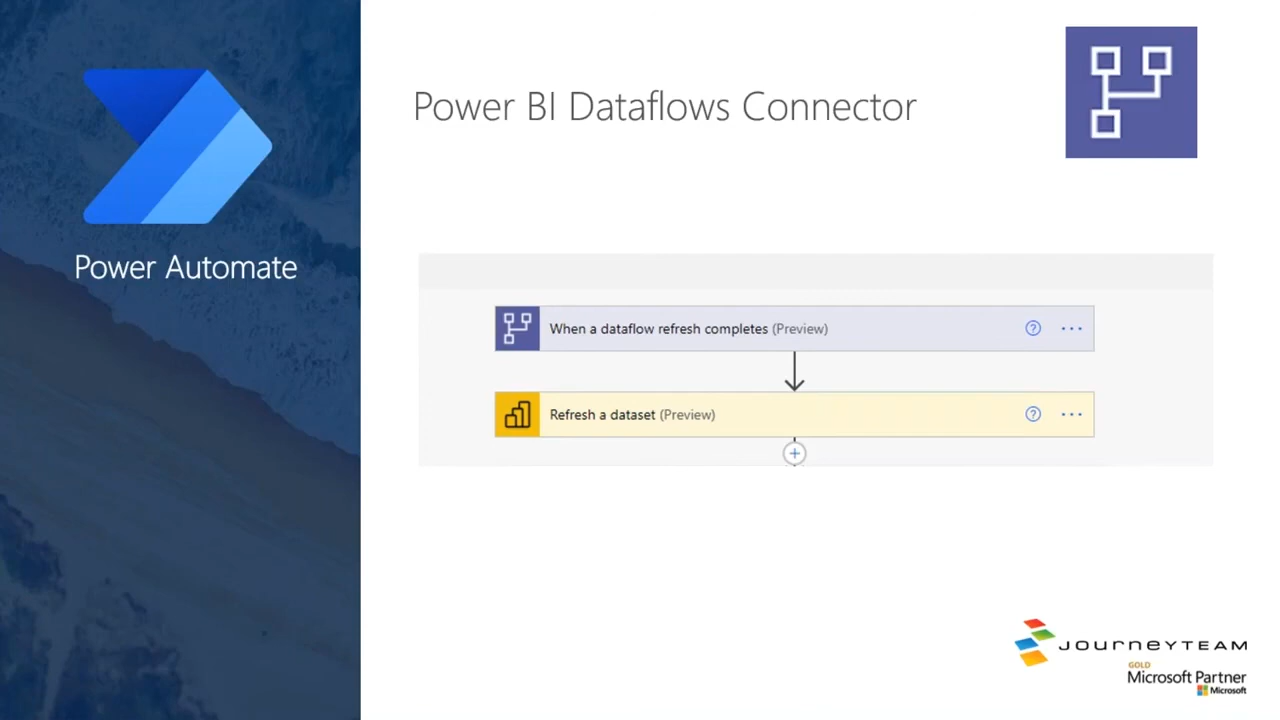 Power Automate
Power BI Dataflows Connector
When a dataflow refresh completes (Preview)
Refresh a dataset (Preview)
JOURNEYTEAM
GOLD
Microsoft Partner
Microsoft